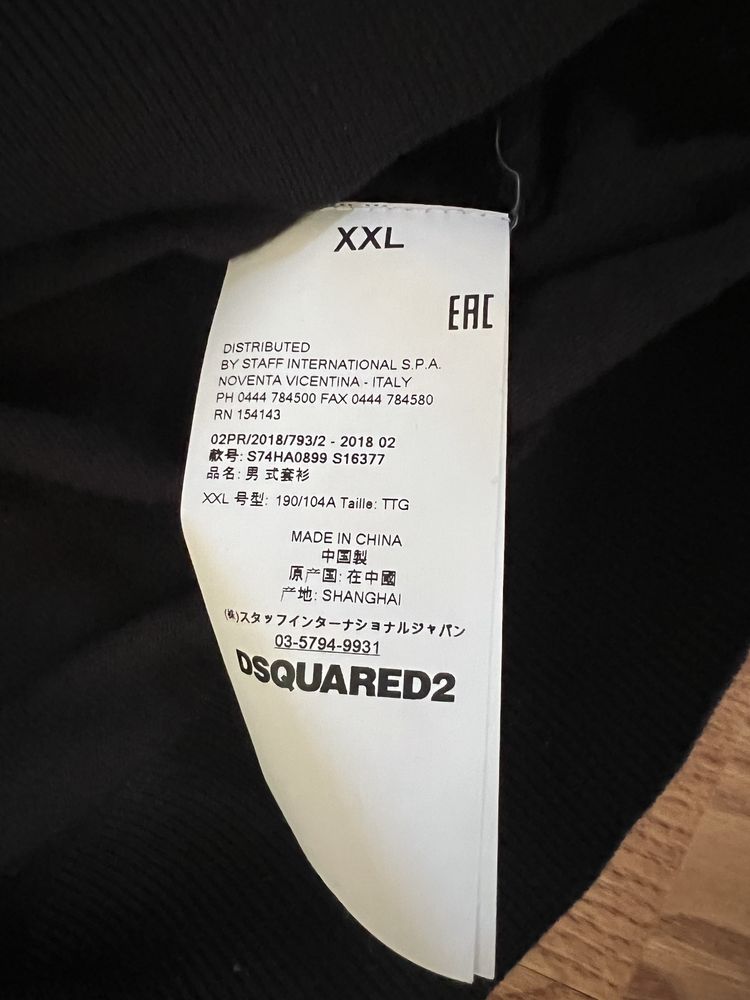 XXL
EAC
DISTRIBUTED
BY STAFF INTERNATIONAL S.P.A.
NOVENTA VICENTINA - ITALY
PH 0444 784500 FAX 0444 784580
RN 154143
02PR/2018/793/2 - 2018 02
款号: S74HA0899 S16377
品名: 男 式套衫
XXL 号型: 190/104A Taille: TTG
MADE IN CHINA
中国製
原产国: 在中國
产地: SHANGHAI
(株)スタッフインターナショナルジャパン
03-5794-9931
DSQUARED2